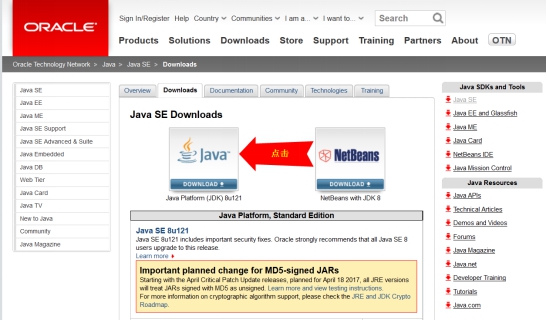 ORACLE
Sign In/Register Help Country Communities I am a... I want to... Search
Products Solutions Downloads Store Support Training Partners About OTN
Oracle Technology Network > Java > Java SE > Downloads
Java SE
Java EE
Java ME
Java SE Support
Java SE Advanced & Suite
Java Embedded
Java DB
Web Tier
Java Card
Java TV
New to Java
Community
Java Magazine
Overview Downloads Documentation Community Technologies Training
Java SE Downloads
Java
点击
NetBeans
DOWNLOAD
DOWNLOAD
Java Platform (JDK) 8u121
NetBeans with JDK 8
Java Platform, Standard Edition
Java SE 8u121
Java SE 8u121 includes important security fixes. Oracle strongly recommends that all Java SE 8
users upgrade to this release.
Learn more
Important planned change for MD5-signed JARs
Starting with the April Critical Patch Update releases, planned for April 18 2017, all JRE versions
will treat JARs signed with MD5 as unsigned. Learn more and view testing instructions.
For more information on cryptographic algorithm support, please check the JRE and JDK Crypto
Roadmap.
Java SDKs and Tools
Java SE
Java EE and Glassfish
Java ME
Java Card
NetBeans IDE
Java Mission Control
Java Resources
Java APIs
Technical Articles
Demos and Videos
Forums
Java Magazine
Java.net
Developer Training
Tutorials
Java.com